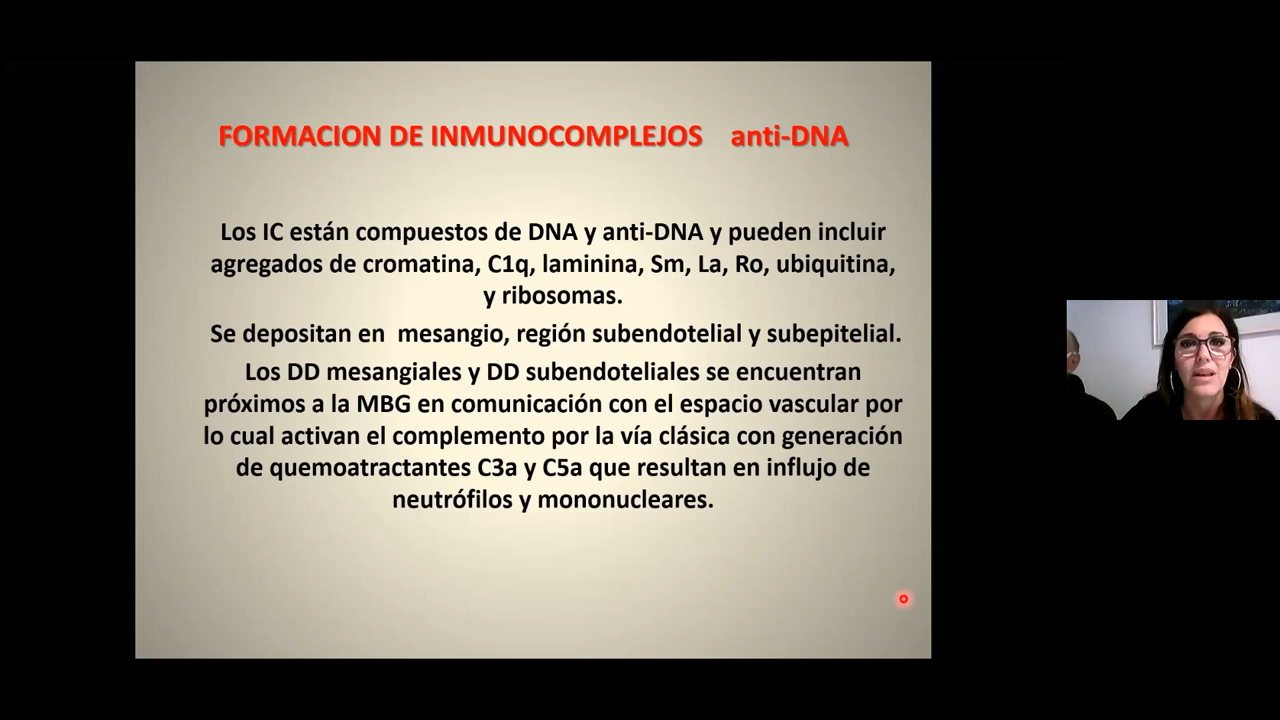 FORMACION DE INMUNOCOMPLEJOS anti-DNA
Los IC están compuestos de DNA y anti-DNA y pueden incluir
agregados de cromatina, C1q, laminina, Sm, La, Ro, ubiquitina,
y ribosomas.
Se depositan en mesangio, región subendotelial y subepitelial.
Los DD mesangiales y DD subendoteliales se encuentran
próximos a la MBG en comunicación con el espacio vascular por
lo cual activan el complemento por la vía clásica con generación
de quemoatractantes C3a y C5a que resultan en influjo de
neutrófilos y mononucleares.